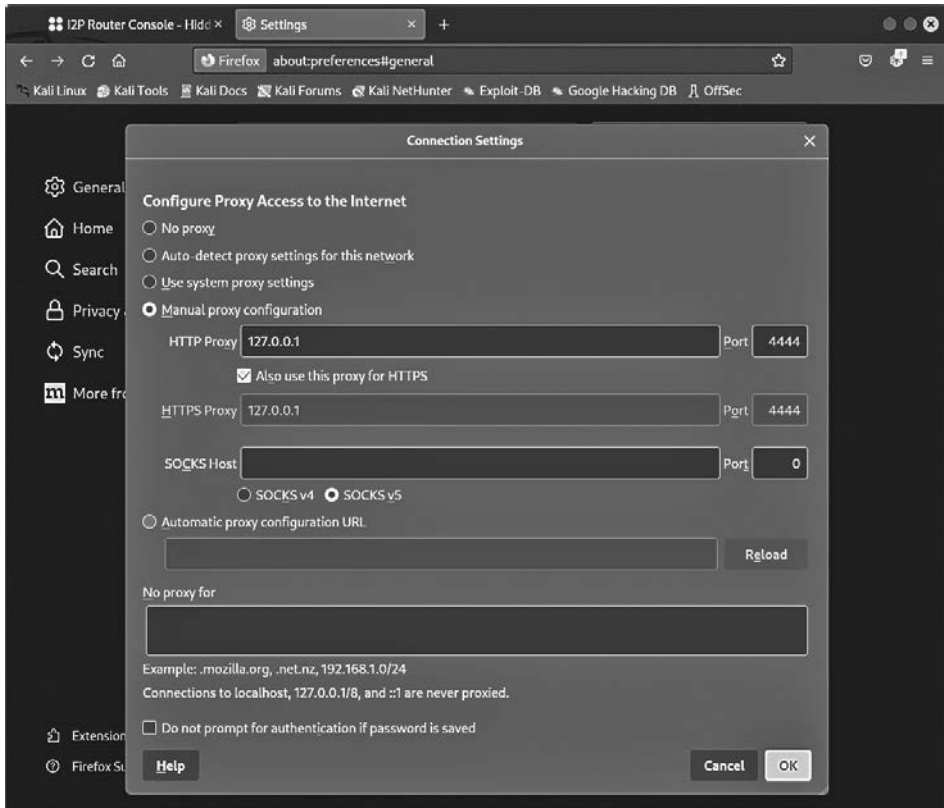 I2P Router Console - Hidd
Settings
Firefox about:preferences#general
Kali Linux Kali Tools Kali Docs Kali Forums Kali NetHunter Exploit-DB Google Hacking DB OffSec
Connection Settings
General
Configure Proxy Access to the Internet
Home
No proxy
Auto-detect proxy settings for this network
Search
Use system proxy settings
Privacy
Manual proxy configuration
HTTP Proxy 127.0.0.1 Port 4444
Sync
Also use this proxy for HTTPS
More fr
HTTPS Proxy 127.0.0.1 Port 4444
SOCKS Host Port 0
SOCKS v4 SOCKS v5
Automatic proxy configuration URL
Reload
No proxy for
Example: .mozilla.org, .net.nz, 192.168.1.0/24
Connections to localhost, 127.0.0.1/8, and ::1 are never proxied.
Do not prompt for authentication if password is saved
Extension
Firefox Su
Help
Cancel
OK